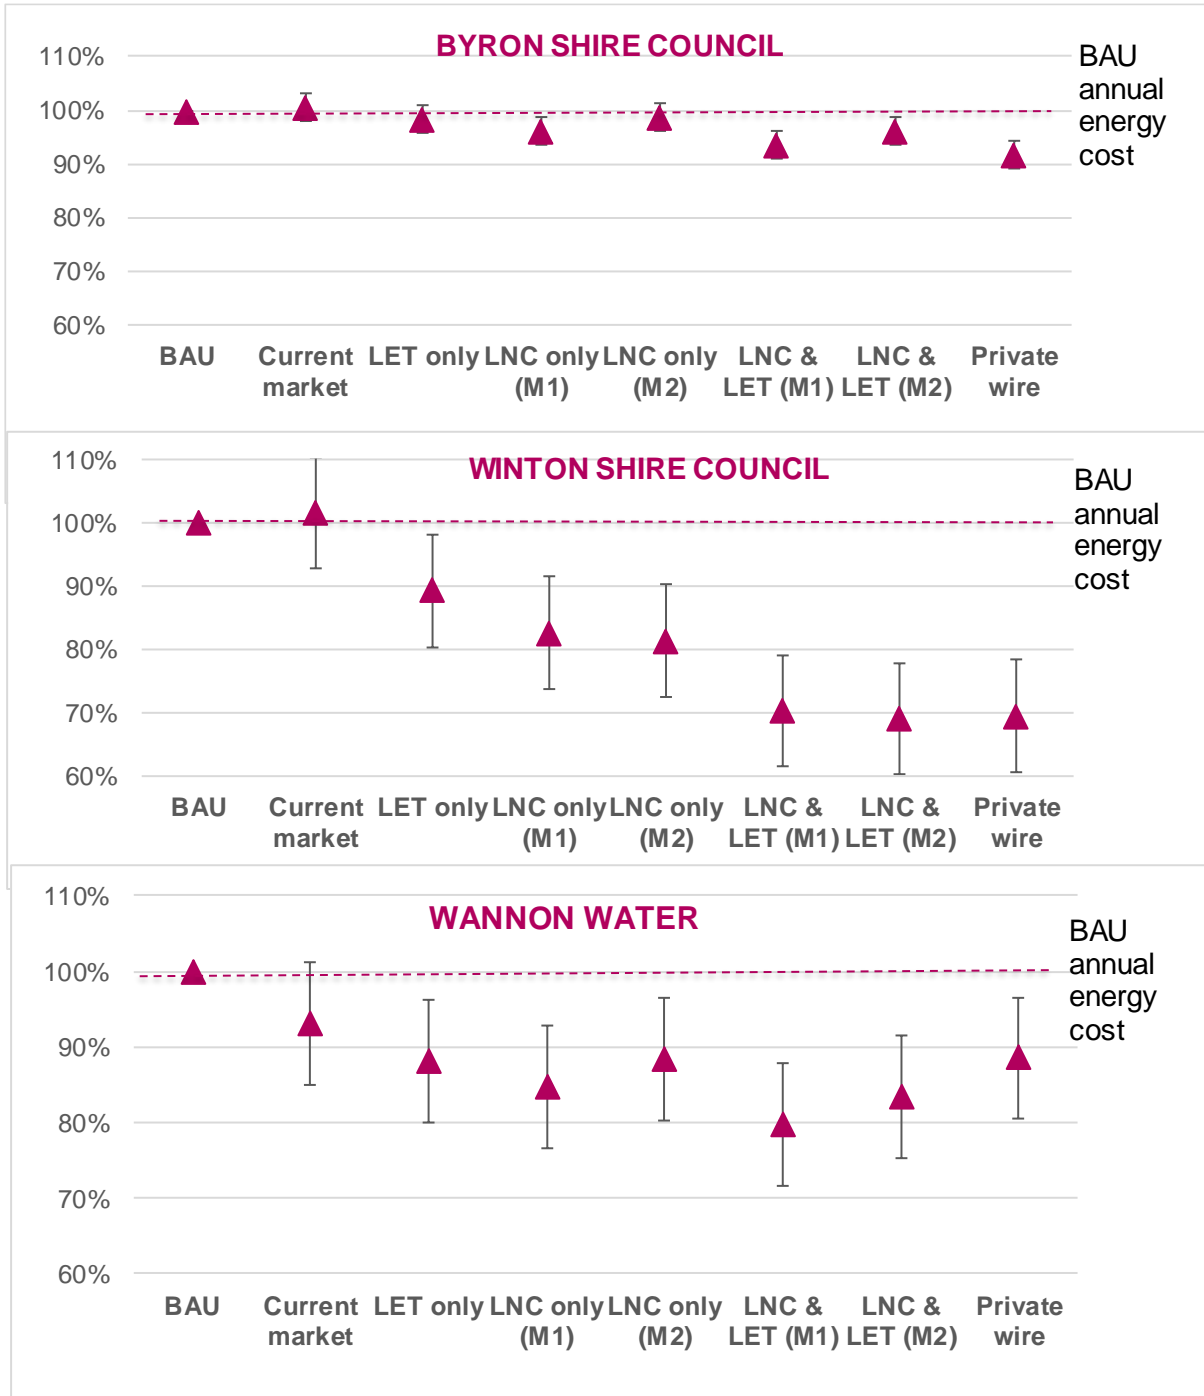 BYRON SHIRE COUNCIL
110%
100%
90%
80%
70%
60%
BAU
annual
energy
cost
BAU Current LET only LNC only LNC only LNC & LNC & Private
market (M1) (M2) LET (M1) LET (M2) wire
WINTON SHIRE COUNCIL
110%
100%
90%
80%
70%
60%
BAU
annual
energy
cost
BAU Current LET only LNC only LNC only LNC & LNC & Private
market (M1) (M2) LET (M1) LET (M2) wire
WANNON WATER
110%
100%
90%
80%
70%
60%
BAU
annual
energy
cost
BAU Current LET only LNC only LNC only LNC & LNC & Private
market (M1) (M2) LET (M1) LET (M2) wire